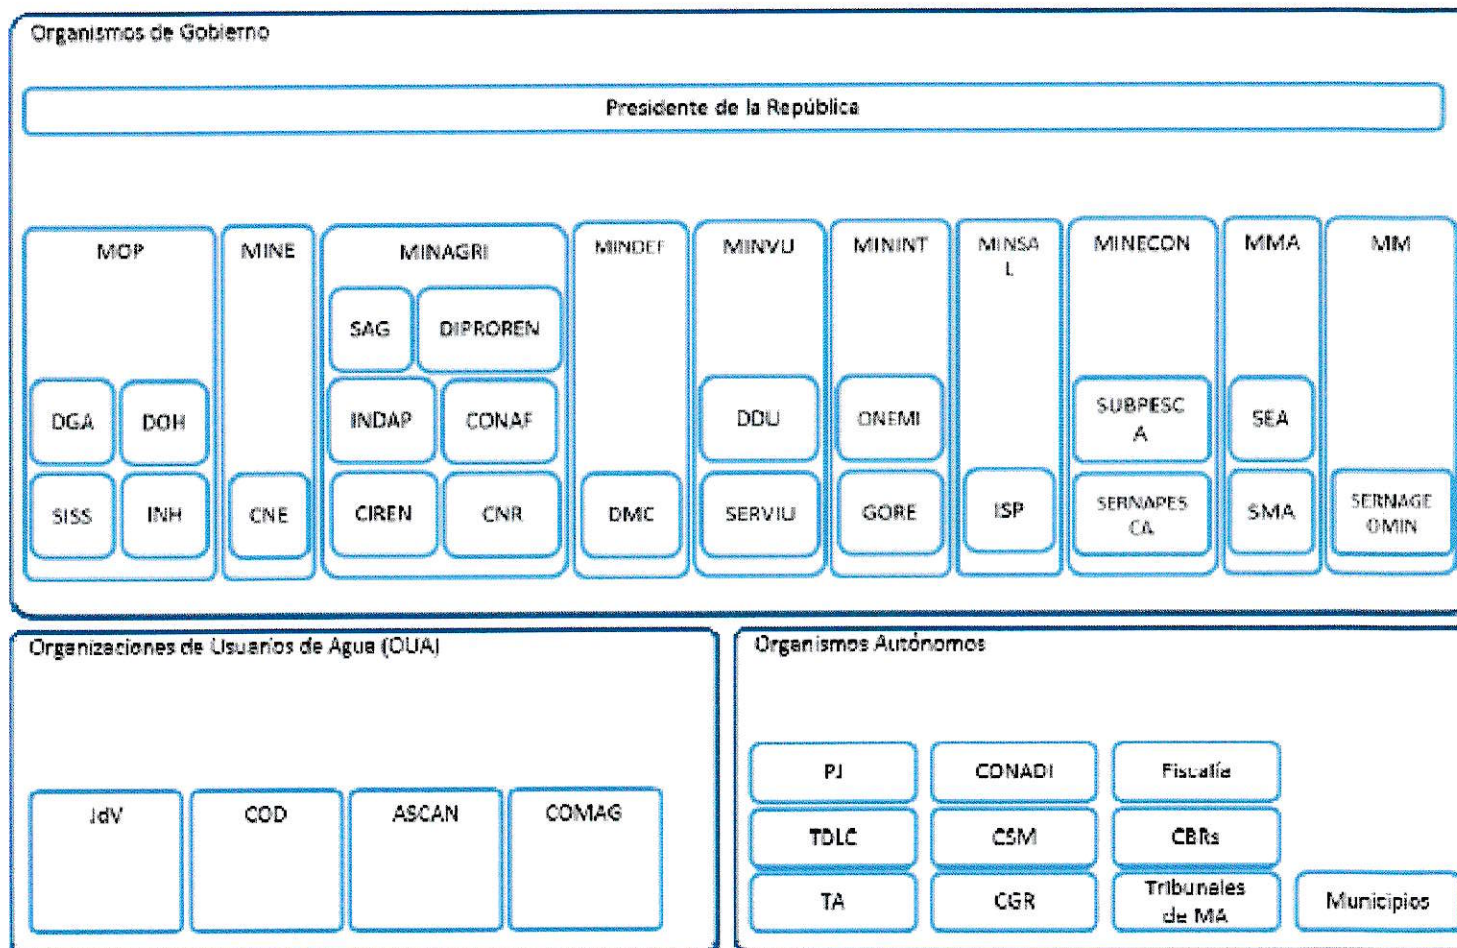 Organismos de Gobierno
Presidente de la República
MOP
MINE
MINAGRI
MINDEF
MINVU
MININT
MINSA
L
MINECON
MMA
MM
SAG
DIPROREN
DGA
DOH
INDAP
CONAF
DDU
ONEMI
SUBPESC
A
SEA
SISS
INH
CNE
CIREN
CNR
DMC
SERVIU
GORE
ISP
SERNAPES
CA
SMA
SERNAGE
OMIN
Organizaciones de Usuarios de Agua (OUA)
JdV
COD
ASCAN
COMAG
Organismos Autónomos
PJ
CONADI
Fiscalía
TDLC
CSM
CBRs
TA
CGR
Tribunales
de MA
Municipios